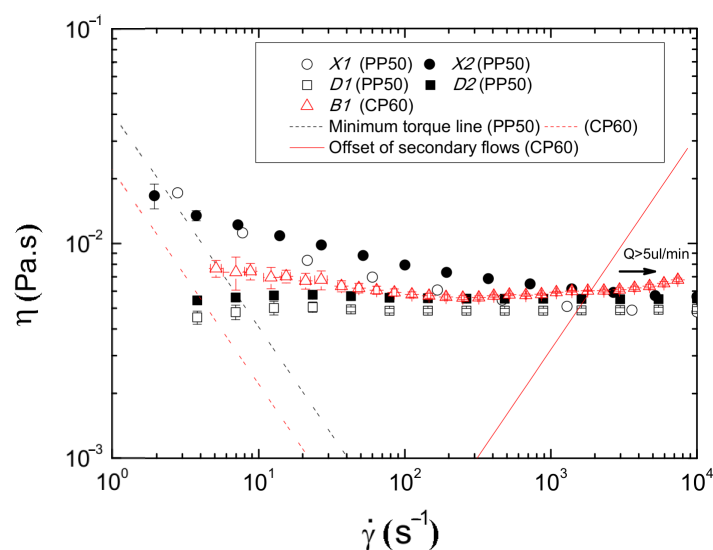 10⁻¹
X1 (PP50) X2 (PP50)
D1 (PP50) D2 (PP50)
B1 (CP60)
Minimum torque line (PP50) (CP60)
Offset of secondary flows (CP60)
10⁻²
Q>5ul/min
η (Pa.s)
10⁻³
10⁰ 10¹ 10² 10³ 10⁴
γ̇ (s⁻¹)